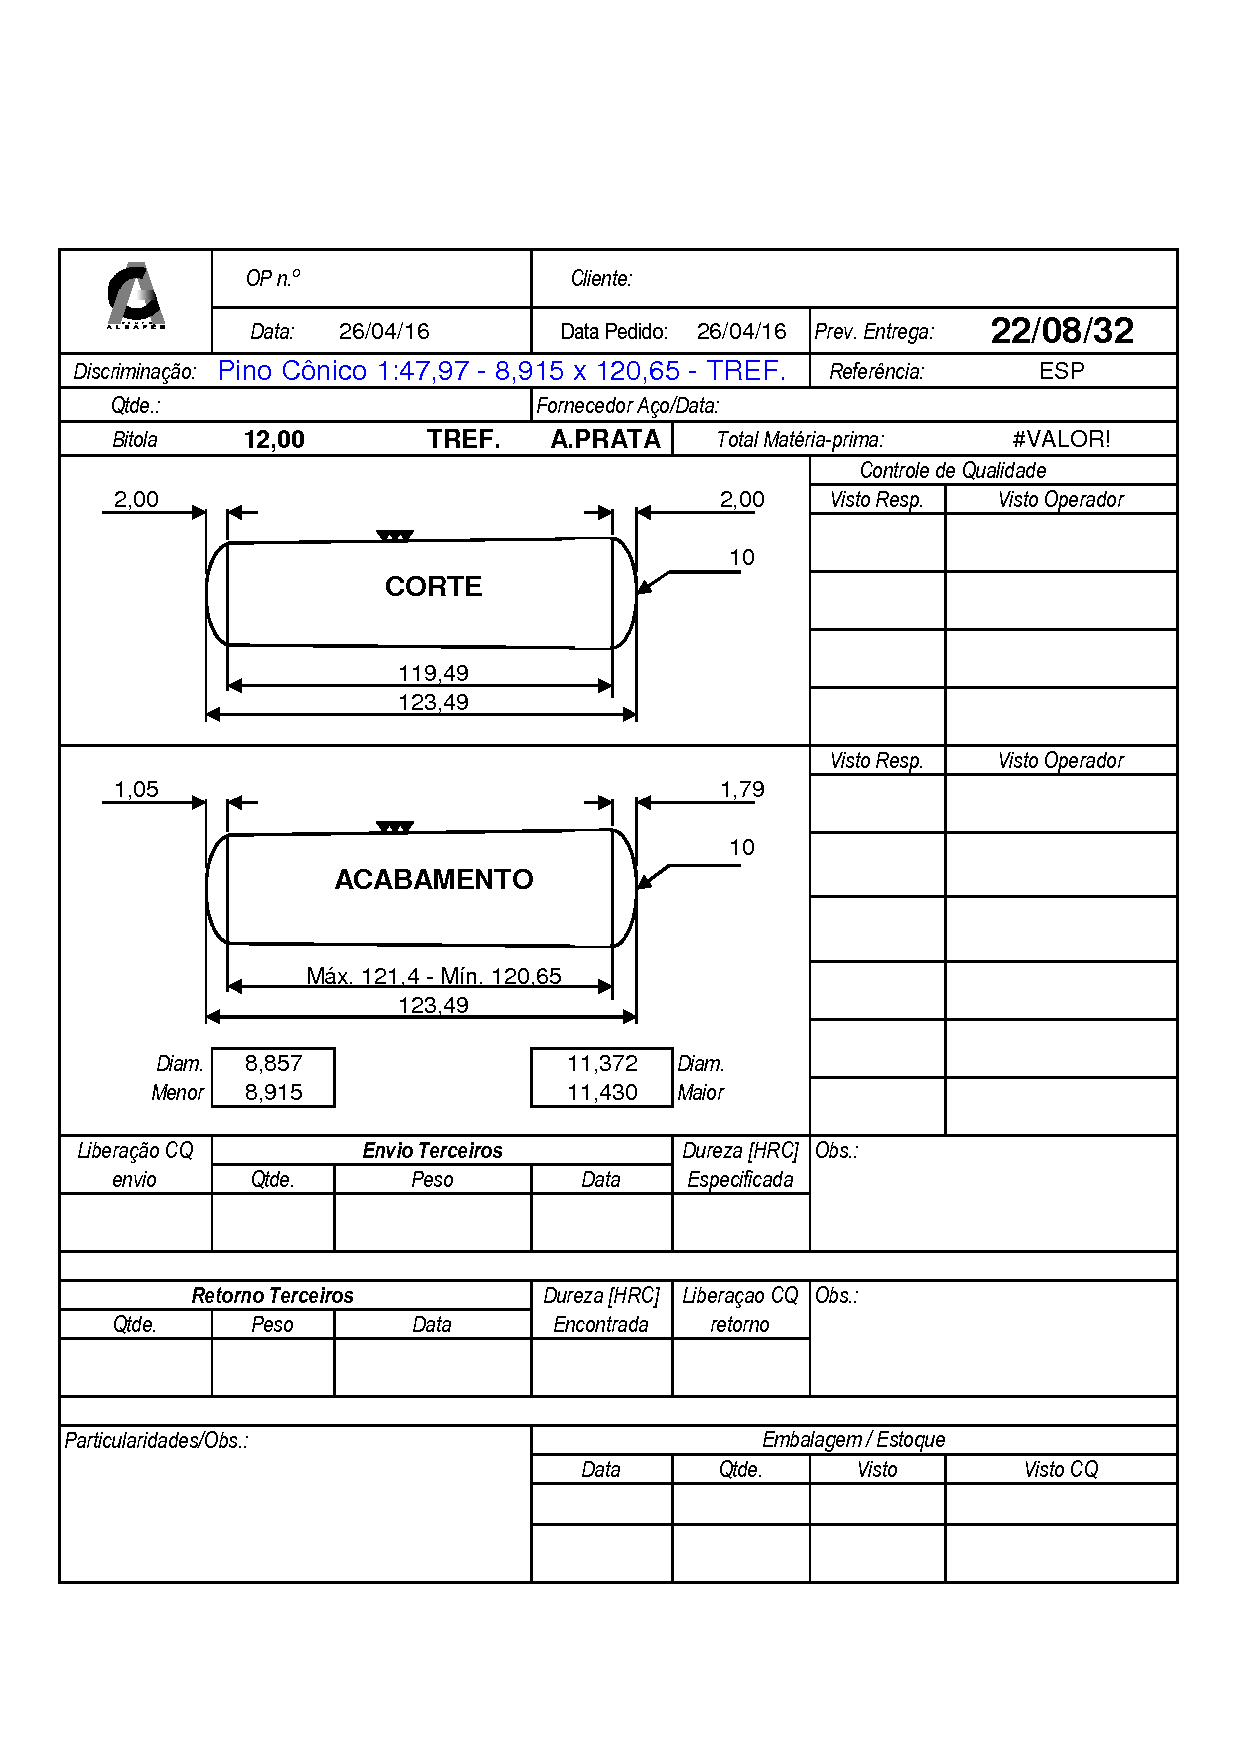 ALBAPÊS
OP n.º Cliente:
Data: 26/04/16 Data Pedido: 26/04/16 Prev. Entrega: 22/08/32
Discriminação: Pino Cônico 1:47,97 - 8,915 x 120,65 - TREF. Referência: ESP
Qtde.: Fornecedor Aço/Data:
Bitola 12,00 TREF. A.PRATA Total Matéria-prima: #VALOR!
Controle de Qualidade
2,00 2,00 Visto Resp. Visto Operador
10
CORTE
119,49
123,49
Visto Resp. Visto Operador
1,05 1,79
10
ACABAMENTO
Máx. 121,4 - Mín. 120,65
123,49
Diam. 8,857 11,372 Diam.
Menor 8,915 11,430 Maior
Liberação CQ Envio Terceiros Dureza [HRC] Obs.:
envio Qtde. Peso Data Especificada
Retorno Terceiros Dureza [HRC] Liberaçao CQ Obs.:
Qtde. Peso Data Encontrada retorno
Particularidades/Obs.: Embalagem / Estoque
Data Qtde. Visto Visto CQ